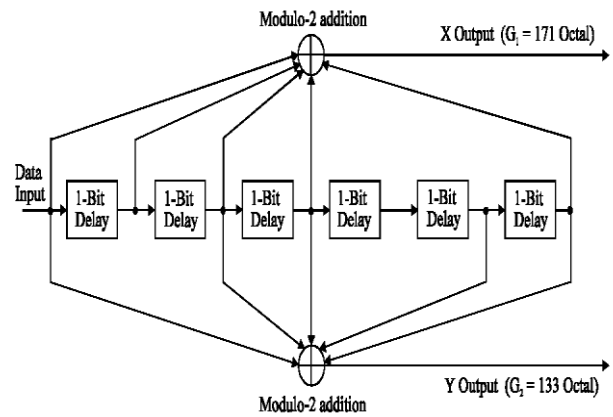 Modulo-2 addition
X Output (G₁ = 171 Octal)
Data
Input
1-Bit
Delay
1-Bit
Delay
1-Bit
Delay
1-Bit
Delay
1-Bit
Delay
1-Bit
Delay
Modulo-2 addition
Y Output (G₂ = 133 Octal)